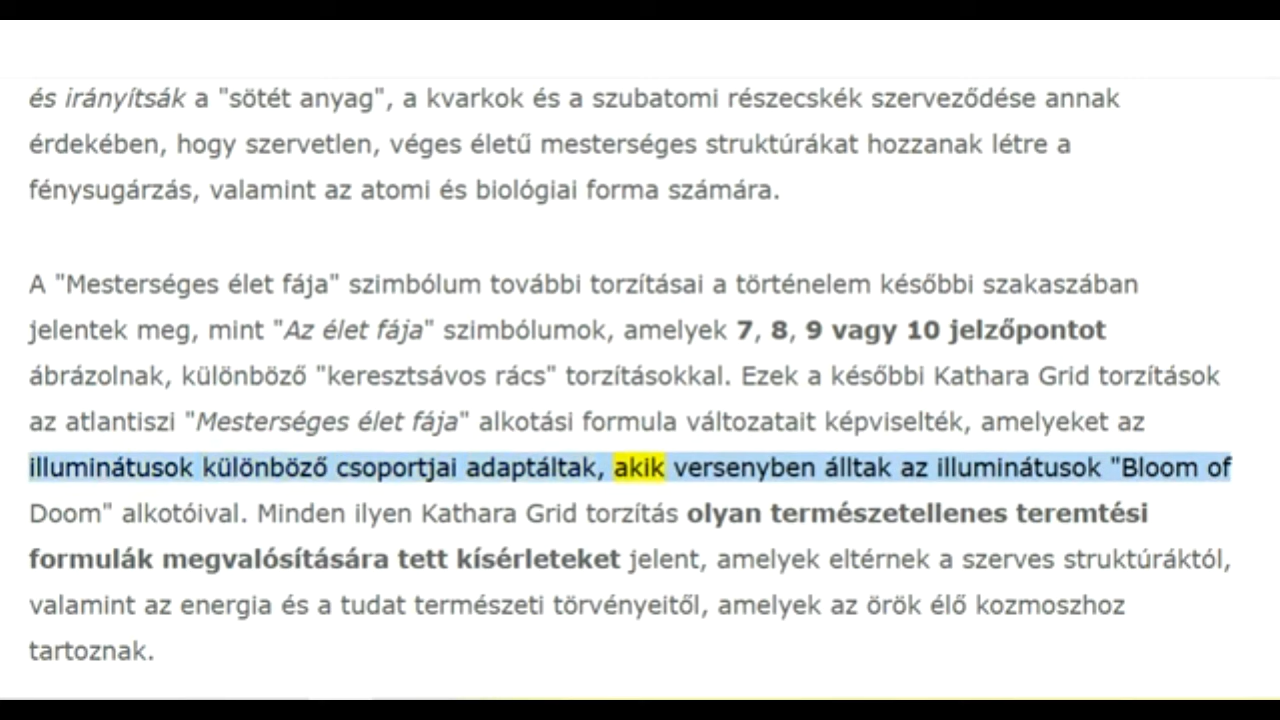 és irányítsák a "sötét anyag", a kvarkok és a szubatomi részecskék szerveződése annak
érdekében, hogy szervetlen, véges életű mesterséges struktúrákat hozzanak létre a
fénysugárzás, valamint az atomi és biológiai forma számára.
A "Mesterséges élet fája" szimbólum további torzításai a történelem későbbi szakaszában
jelentek meg, mint "Az élet fája" szimbólumok, amelyek 7, 8, 9 vagy 10 jelzőpontot
ábrázolnak, különböző "keresztsávos rács" torzításokkal. Ezek a későbbi Kathara Grid torzítások
az atlantiszi "Mesterséges élet fája" alkotási formula változatait képviselték, amelyeket az
illuminátusok különböző csoportjai adaptáltak, akik versenyben álltak az illuminátusok "Bloom of
Doom" alkotóival. Minden ilyen Kathara Grid torzítás olyan természetellenes teremtési
formulák megvalósítására tett kísérleteket jelent, amelyek eltérnek a szerves struktúráktól,
valamint az energia és a tudat természeti törvényeitől, amelyek az örök élő kozmoszhoz
tartoznak.